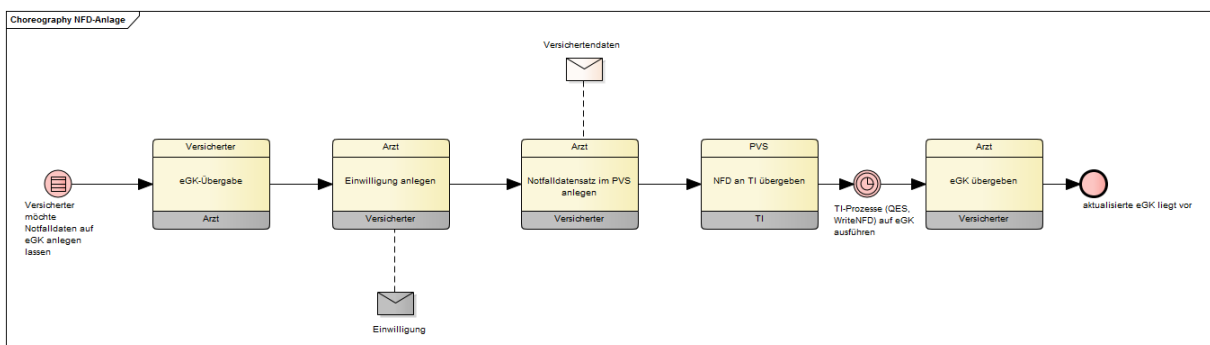 Choreography NFD-Anlage
Versichertendaten
Versicherter
eGK-Übergabe
Arzt
Arzt
Einwilligung anlegen
Versicherter
Arzt
Notfalldatensatz im PVS
anlegen
Versicherter
PVS
NFD an TI übergeben
TI
Arzt
eGK übergeben
Versicherter
Versicherter
möchte
Notfalldaten auf
eGK anlegen
lassen
TI-Prozesse (QES,
WriteNFD) auf eGK
ausführen
aktualisierte eGK liegt vor
Einwilligung